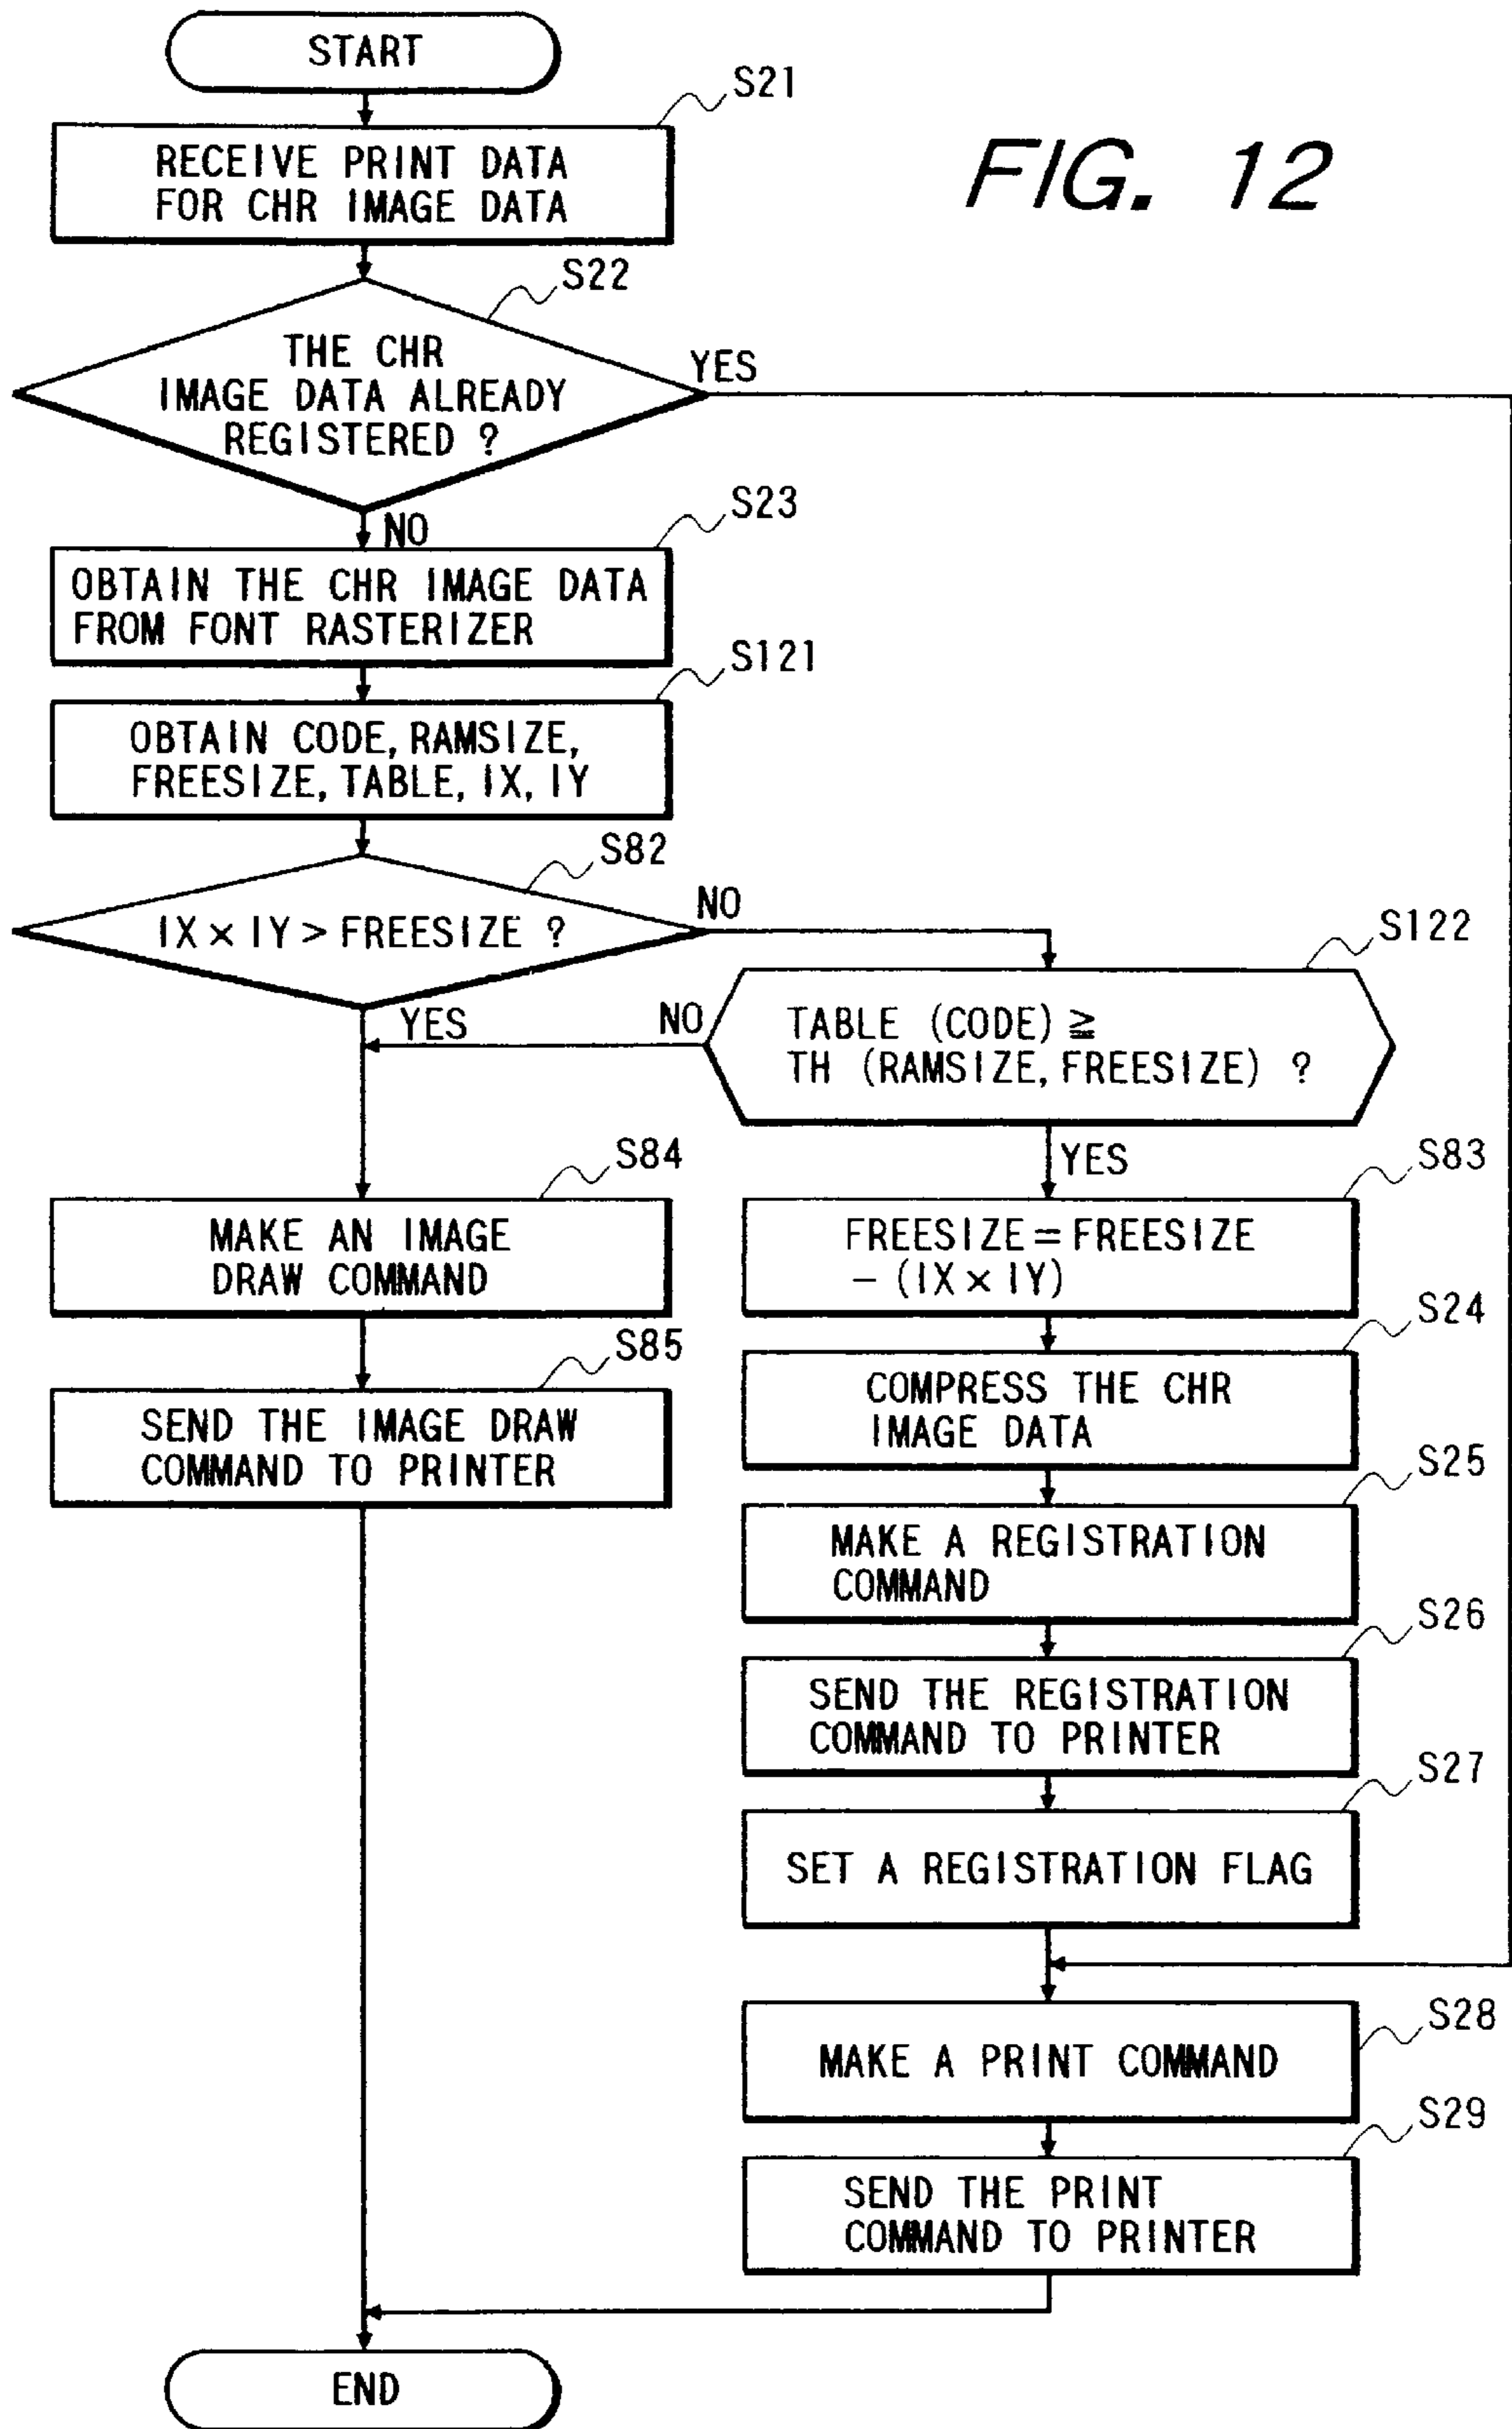 START
S21
RECEIVE PRINT DATA
FOR CHR IMAGE DATA
FIG. 12
S22
THE CHR
IMAGE DATA ALREADY
REGISTERED ?
YES
NO
S23
OBTAIN THE CHR IMAGE DATA
FROM FONT RASTERIZER
S121
OBTAIN CODE, RAMSIZE,
FREESIZE, TABLE, IX, IY
S82
IX × IY > FREESIZE ?
NO
YES
S122
TABLE (CODE) ≧
TH (RAMSIZE, FREESIZE) ?
NO
YES
S84
MAKE AN IMAGE
DRAW COMMAND
S85
SEND THE IMAGE DRAW
COMMAND TO PRINTER
S83
FREESIZE = FREESIZE
− (IX × IY)
S24
COMPRESS THE CHR
IMAGE DATA
S25
MAKE A REGISTRATION
COMMAND
S26
SEND THE REGISTRATION
COMMAND TO PRINTER
S27
SET A REGISTRATION FLAG
S28
MAKE A PRINT COMMAND
S29
SEND THE PRINT
COMMAND TO PRINTER
END